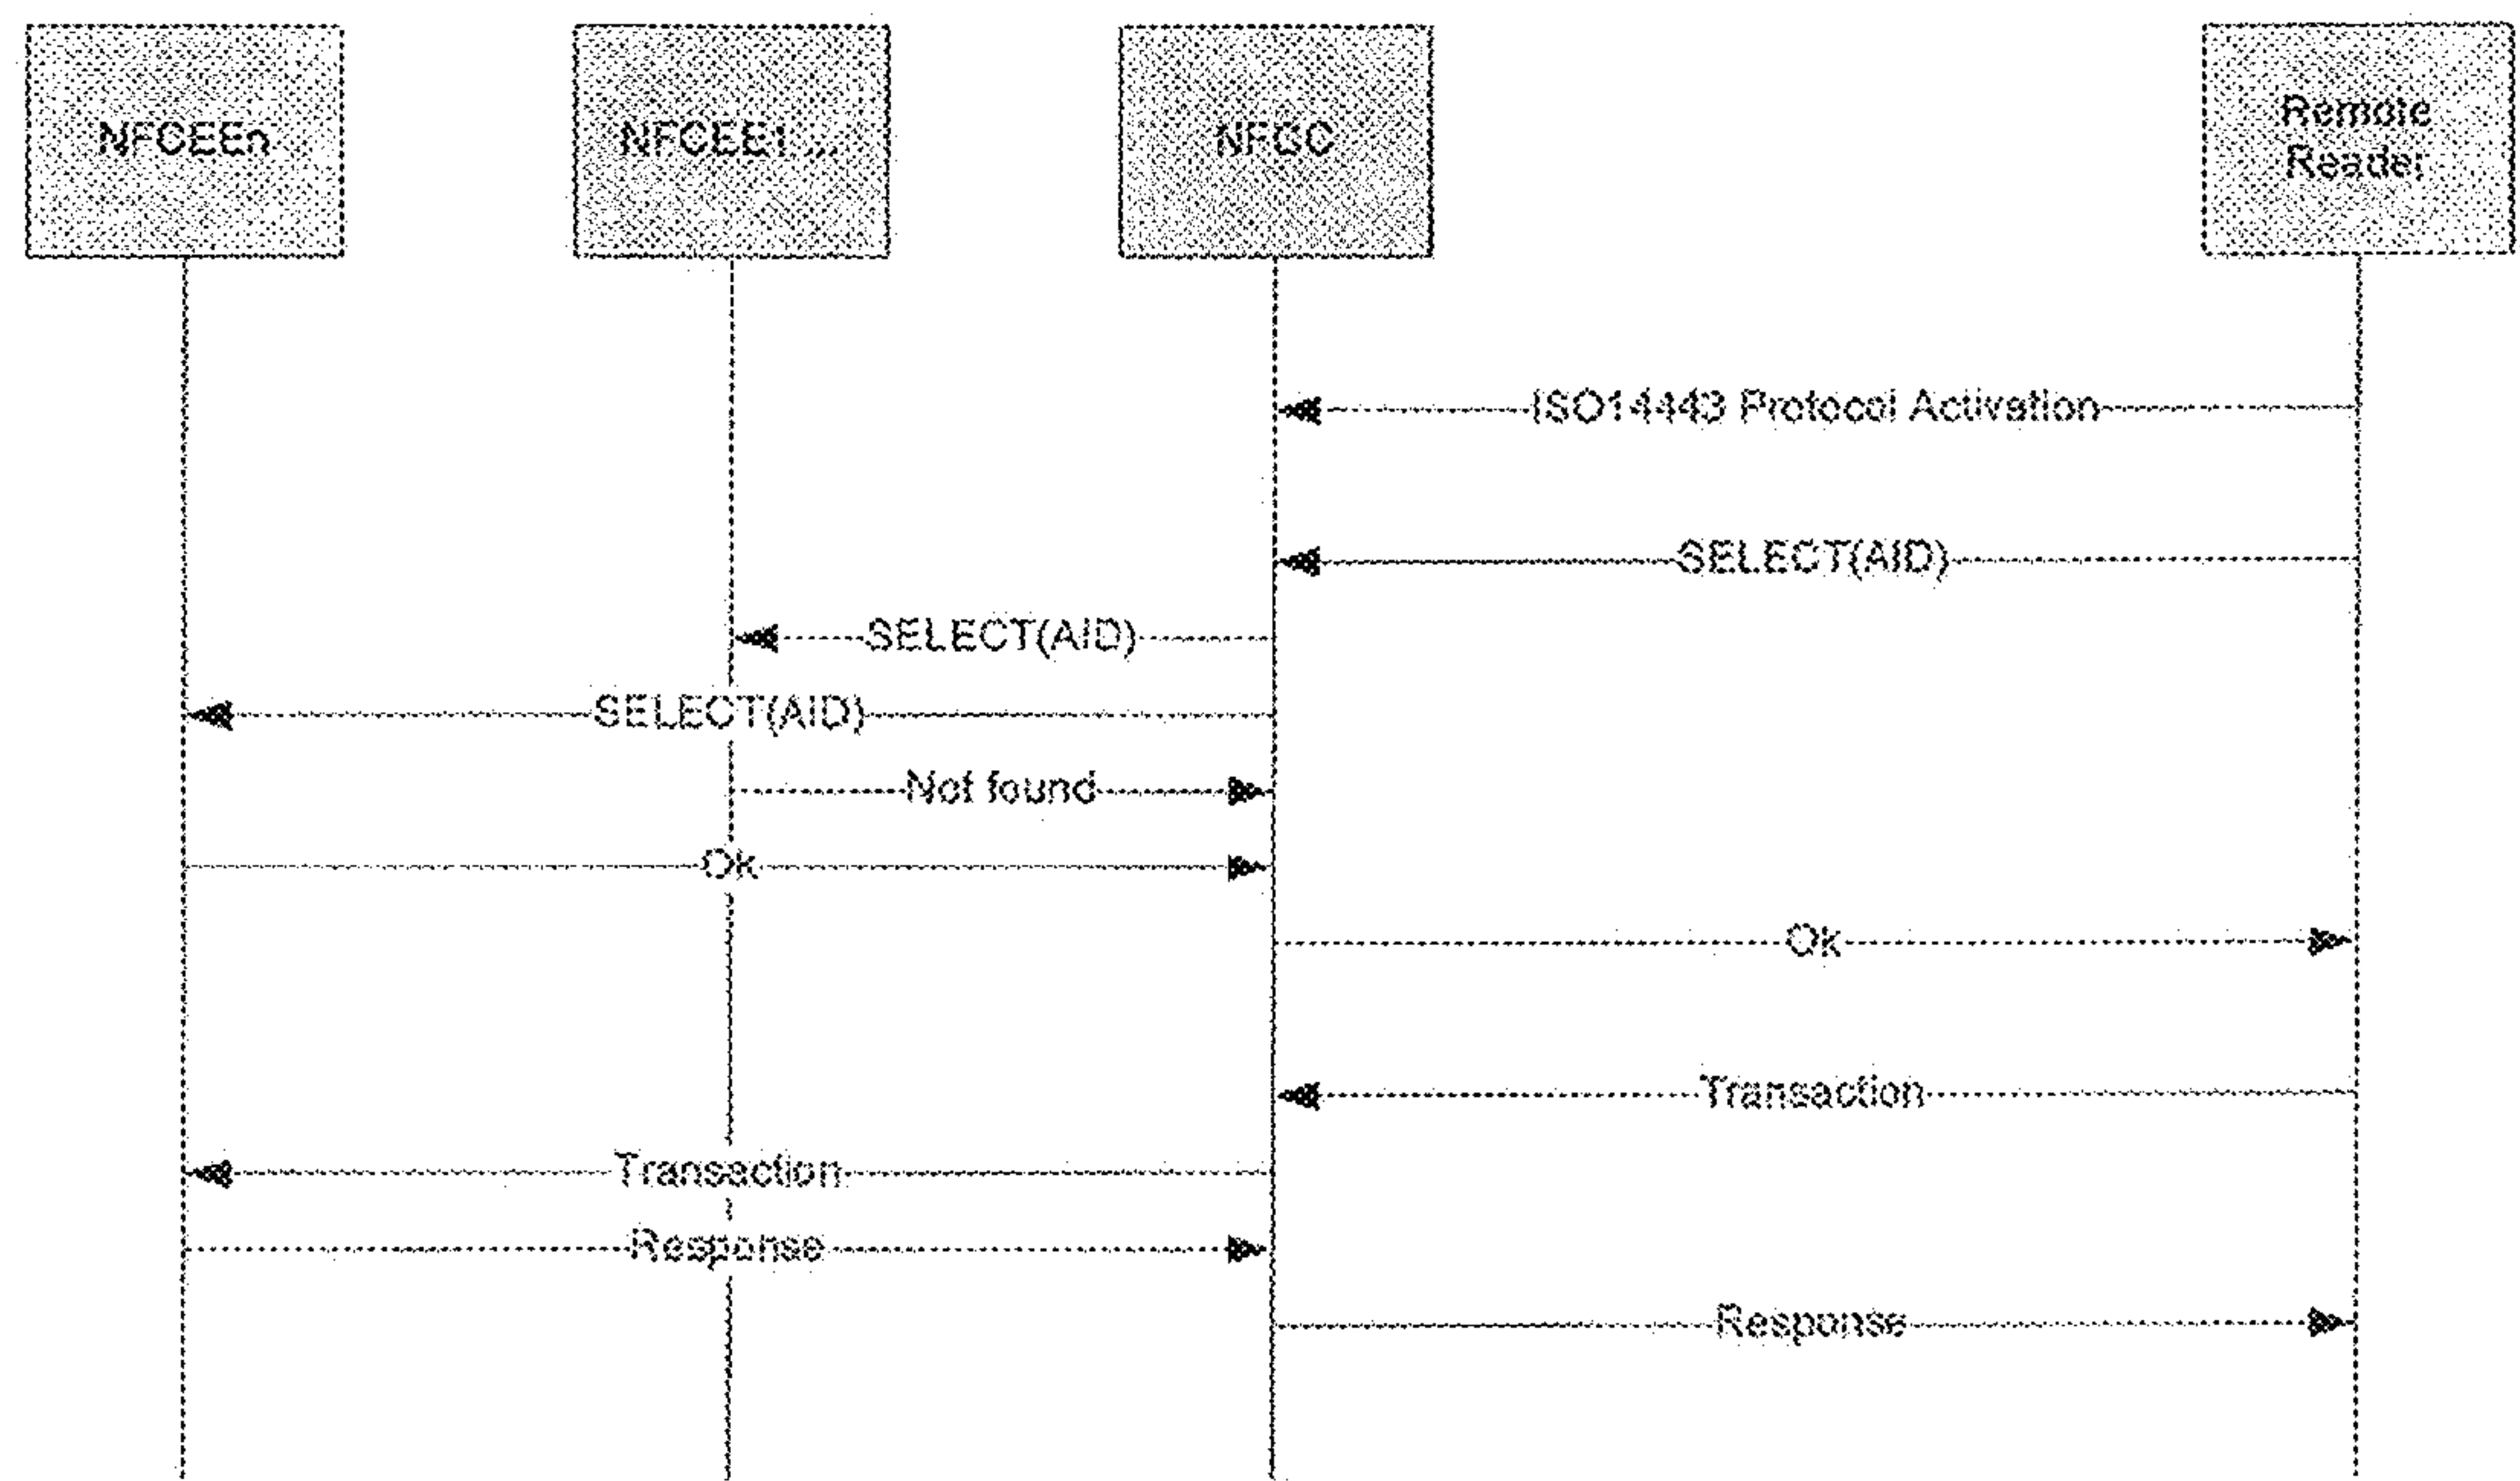 NFCEEn
NFCEE1 ...
NFCC
Remote
Reader
ISO14443 Protocol Activation
SELECT(AID)
SELECT(AID)
SELECT(AID)
Not found
Ok
Ok
Transaction
Transaction
Response
Response